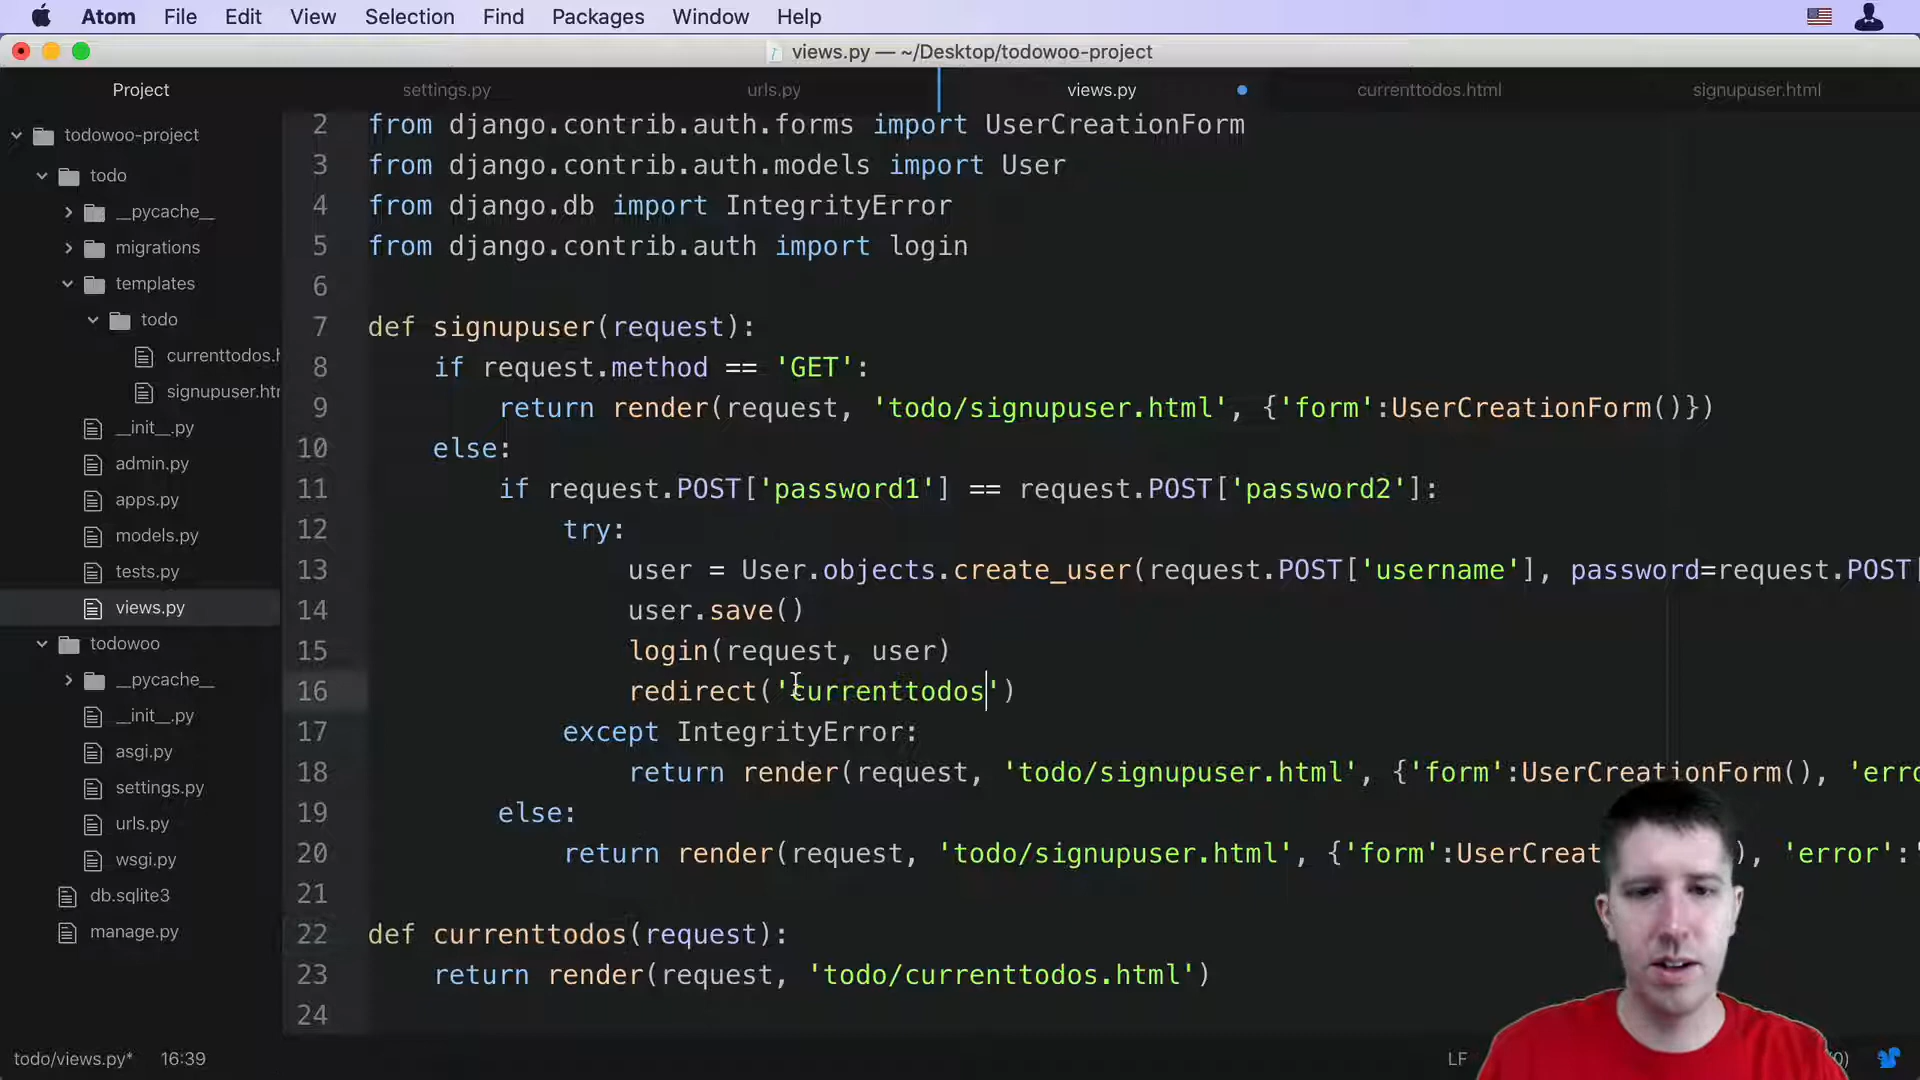 Atom File Edit View Selection Find Packages Window Help
views.py — ~/Desktop/todowoo-project
Project settings.py urls.py views.py currenttodos.html signupuser.html
todowoo-project
todo
__pycache__
migrations
templates
todo
currenttodos.h
signupuser.htr
__init__.py
admin.py
apps.py
models.py
tests.py
views.py
todowoo
__pycache__
__init__.py
asgi.py
settings.py
urls.py
wsgi.py
db.sqlite3
manage.py
2 from django.contrib.auth.forms import UserCreationForm
3 from django.contrib.auth.models import User
4 from django.db import IntegrityError
5 from django.contrib.auth import login
6
7 def signupuser(request):
8 if request.method == 'GET':
9 return render(request, 'todo/signupuser.html', {'form':UserCreationForm()})
10 else:
11 if request.POST['password1'] == request.POST['password2']:
12 try:
13 user = User.objects.create_user(request.POST['username'], password=request.POST[
14 user.save()
15 login(request, user)
16 redirect('currenttodos')
17 except IntegrityError:
18 return render(request, 'todo/signupuser.html', {'form':UserCreationForm(), 'erro
19 else:
20 return render(request, 'todo/signupuser.html', {'form':UserCreat ), 'error':'
21
22 def currenttodos(request):
23 return render(request, 'todo/currenttodos.html')
24
todo/views.py* 16:39 LF 0)